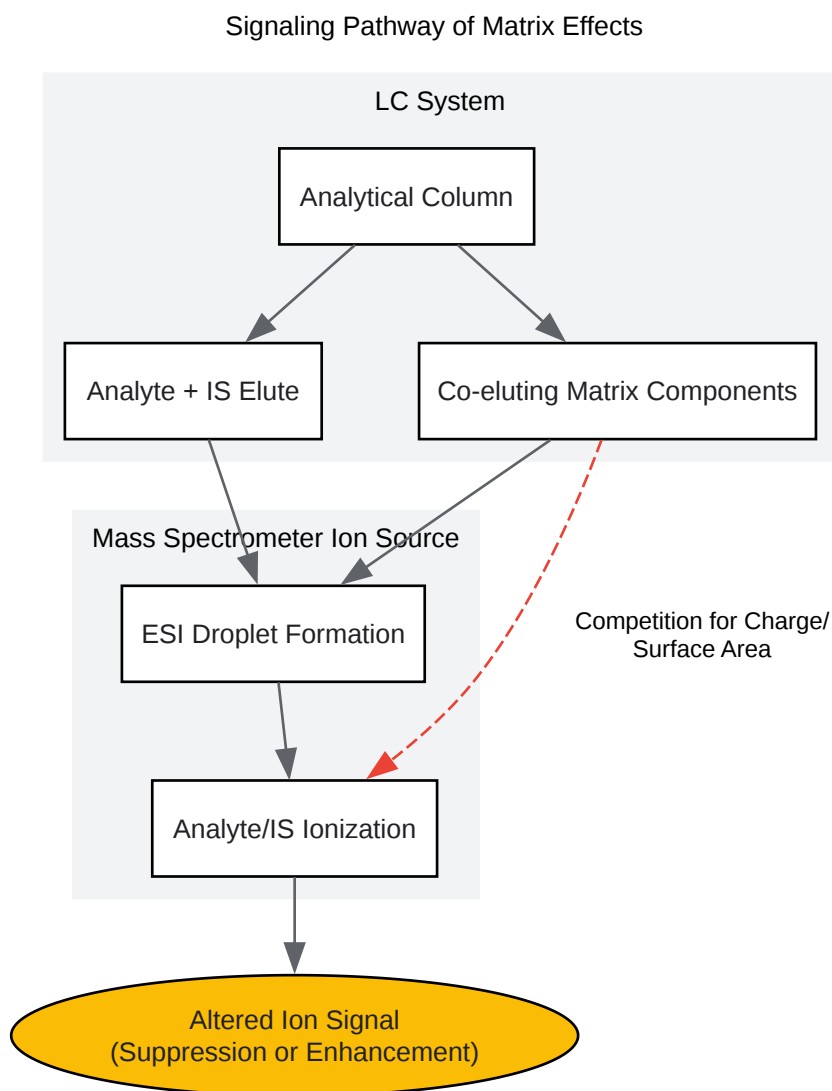 Signaling Pathway of Matrix Effects
LC System
Analytical Column
Analyte + IS Elute
Co-eluting Matrix Components
Mass Spectrometer Ion Source
ESI Droplet Formation
Competition for Charge/
Surface Area
Analyte/IS Ionization
Altered Ion Signal
(Suppression or Enhancement)